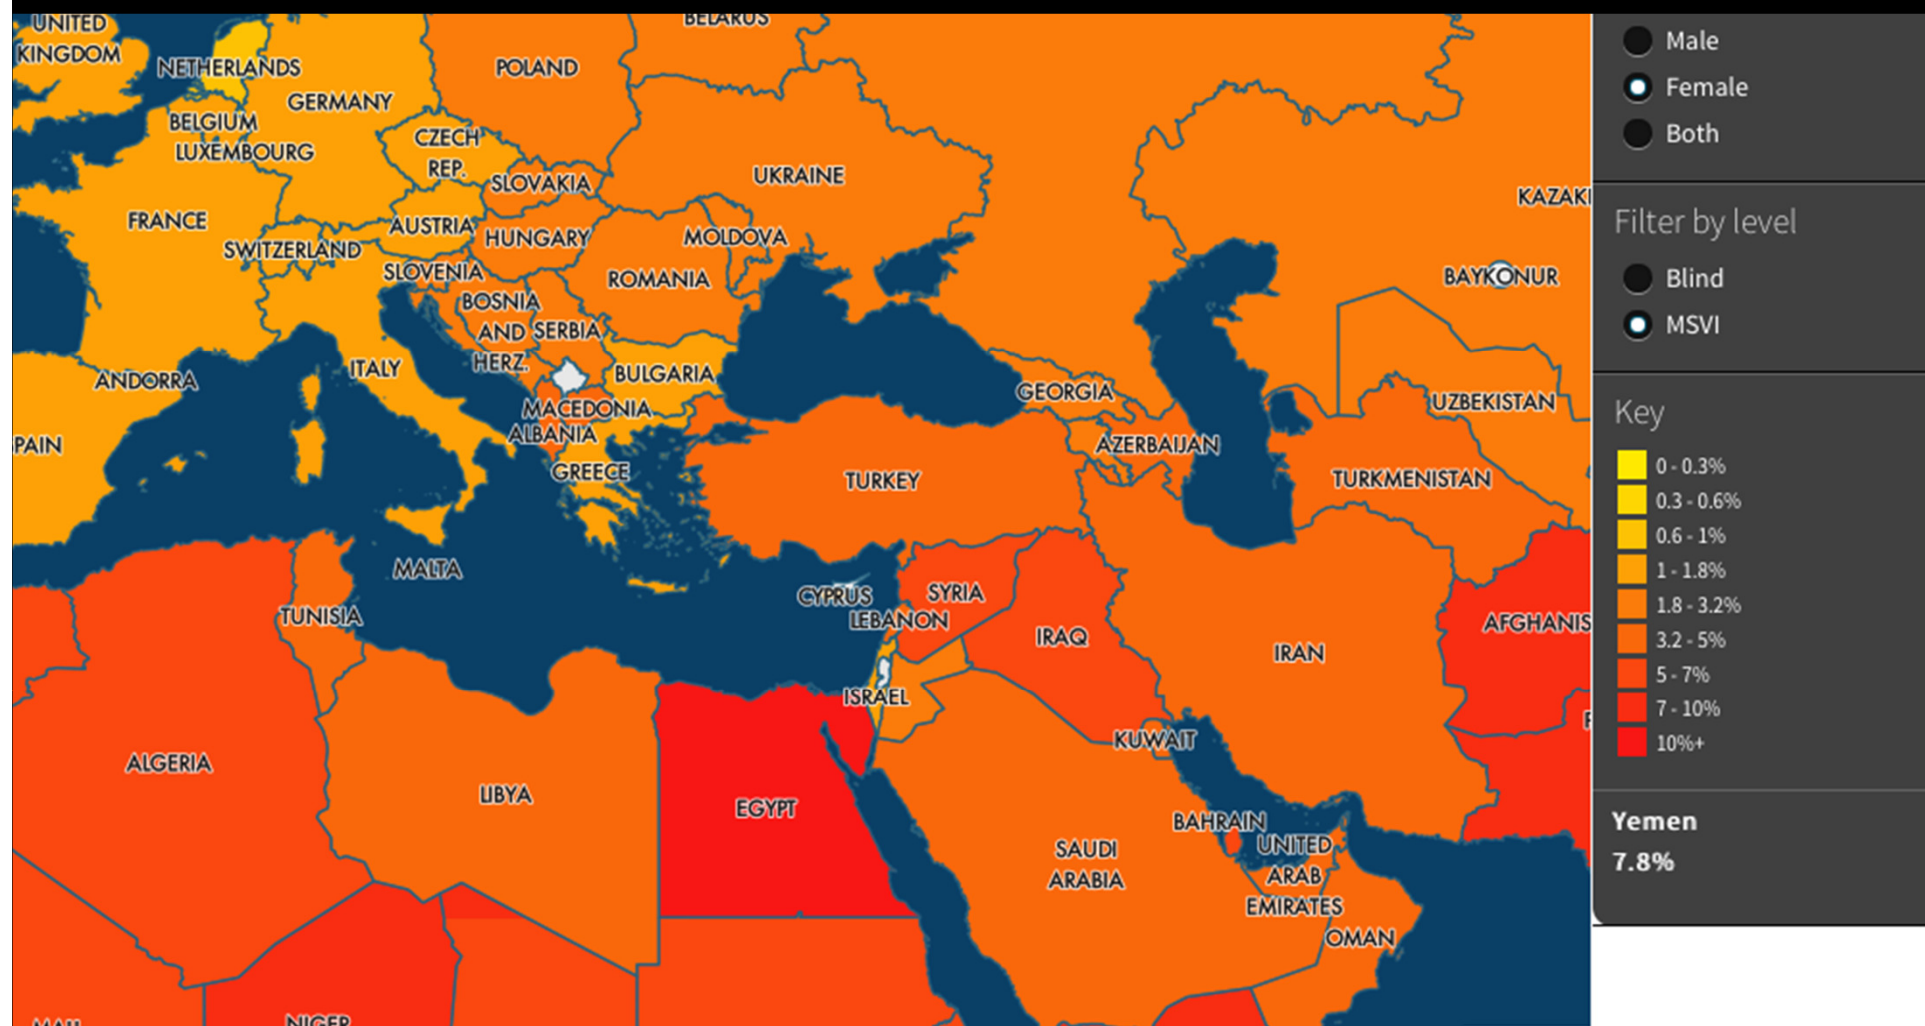 UNITED
KINGDOM
NETHERLANDS
BELGIUM
LUXEMBOURG
GERMANY
POLAND
BELARUS
CZECH
REP.
SLOVAKIA
UKRAINE
FRANCE
SWITZERLAND
AUSTRIA
HUNGARY
MOLDOVA
SLOVENIA
ROMANIA
BOSNIA
AND
HERZ.
SERBIA
KAZAK
BAYKONUR
ANDORRA
ITALY
BULGARIA
MACEDONIA
ALBANIA
GREECE
GEORGIA
AZERBAIJAN
UZBEKISTAN
TURKMENISTAN
PAIN
TURKEY
MALTA
CYPRUS
LEBANON
SYRIA
TUNISIA
IRAQ
IRAN
AFGHANIS
ISRAEL
KUWAIT
ALGERIA
LIBYA
EGYPT
SAUDI
ARABIA
BAHRAIN
UNITED
ARAB
EMIRATES
OMAN
NIGER
Male
Female
Both
Filter by level
Blind
MSVI
Key
0 - 0.3%
0.3 - 0.6%
0.6 - 1%
1 - 1.8%
1.8 - 3.2%
3.2 - 5%
5 - 7%
7 - 10%
10%+
Yemen
7.8%